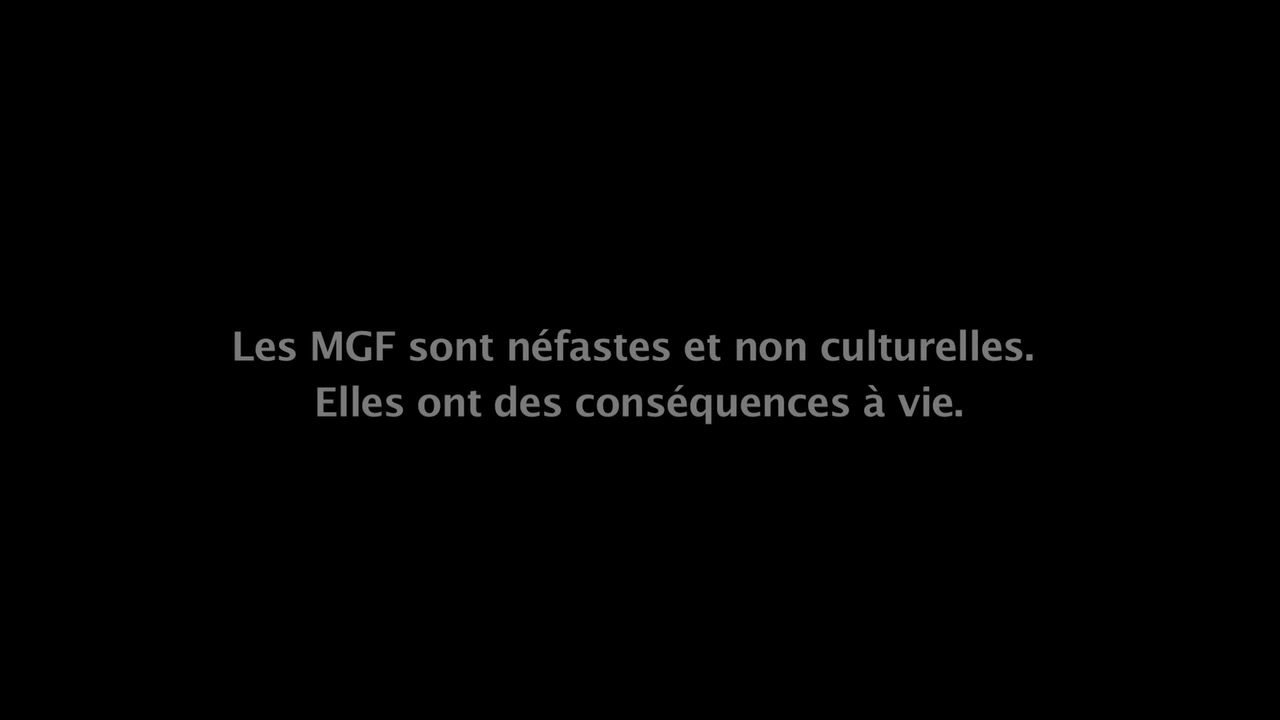 Les MGF sont néfastes et non culturelles.
Elles ont des conséquences à vie.